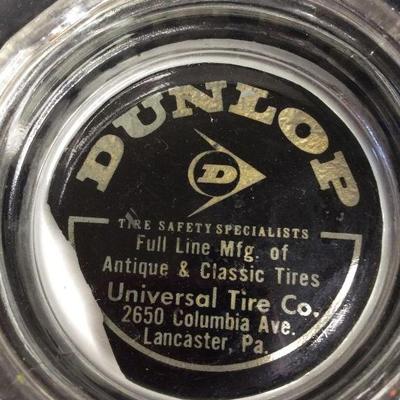 DUNLOP
D
TIRE SAFETY SPECIALISTS
Full Line Mfg. of
Antique & Classic Tires
Universal Tire Co.
2650 Columbia Ave.
Lancaster, Pa.